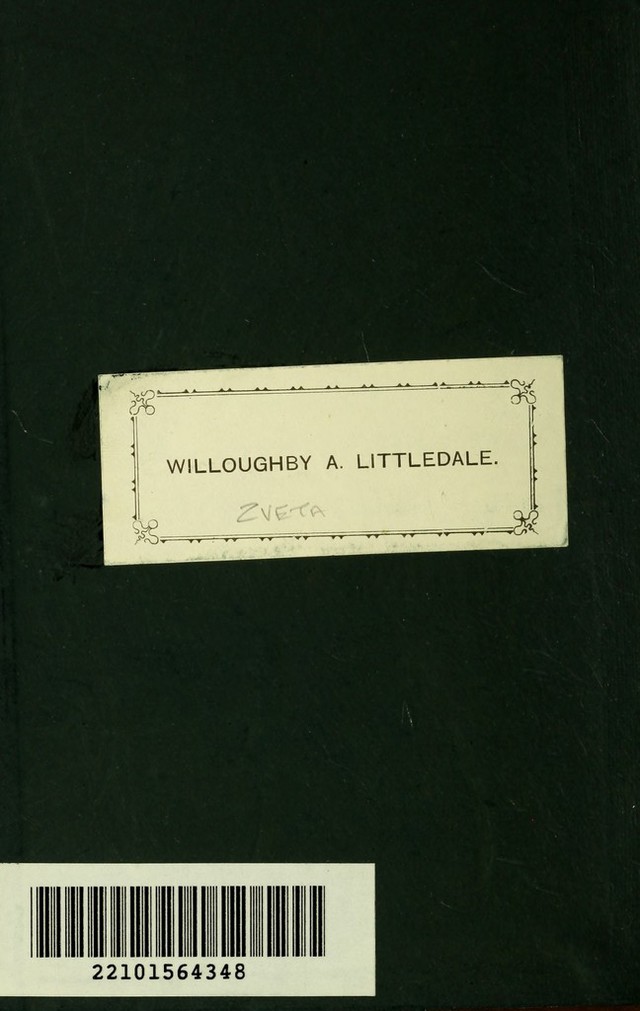 WILLOUGHBY A. LITTLEDALE.
ZVETA
22101564348